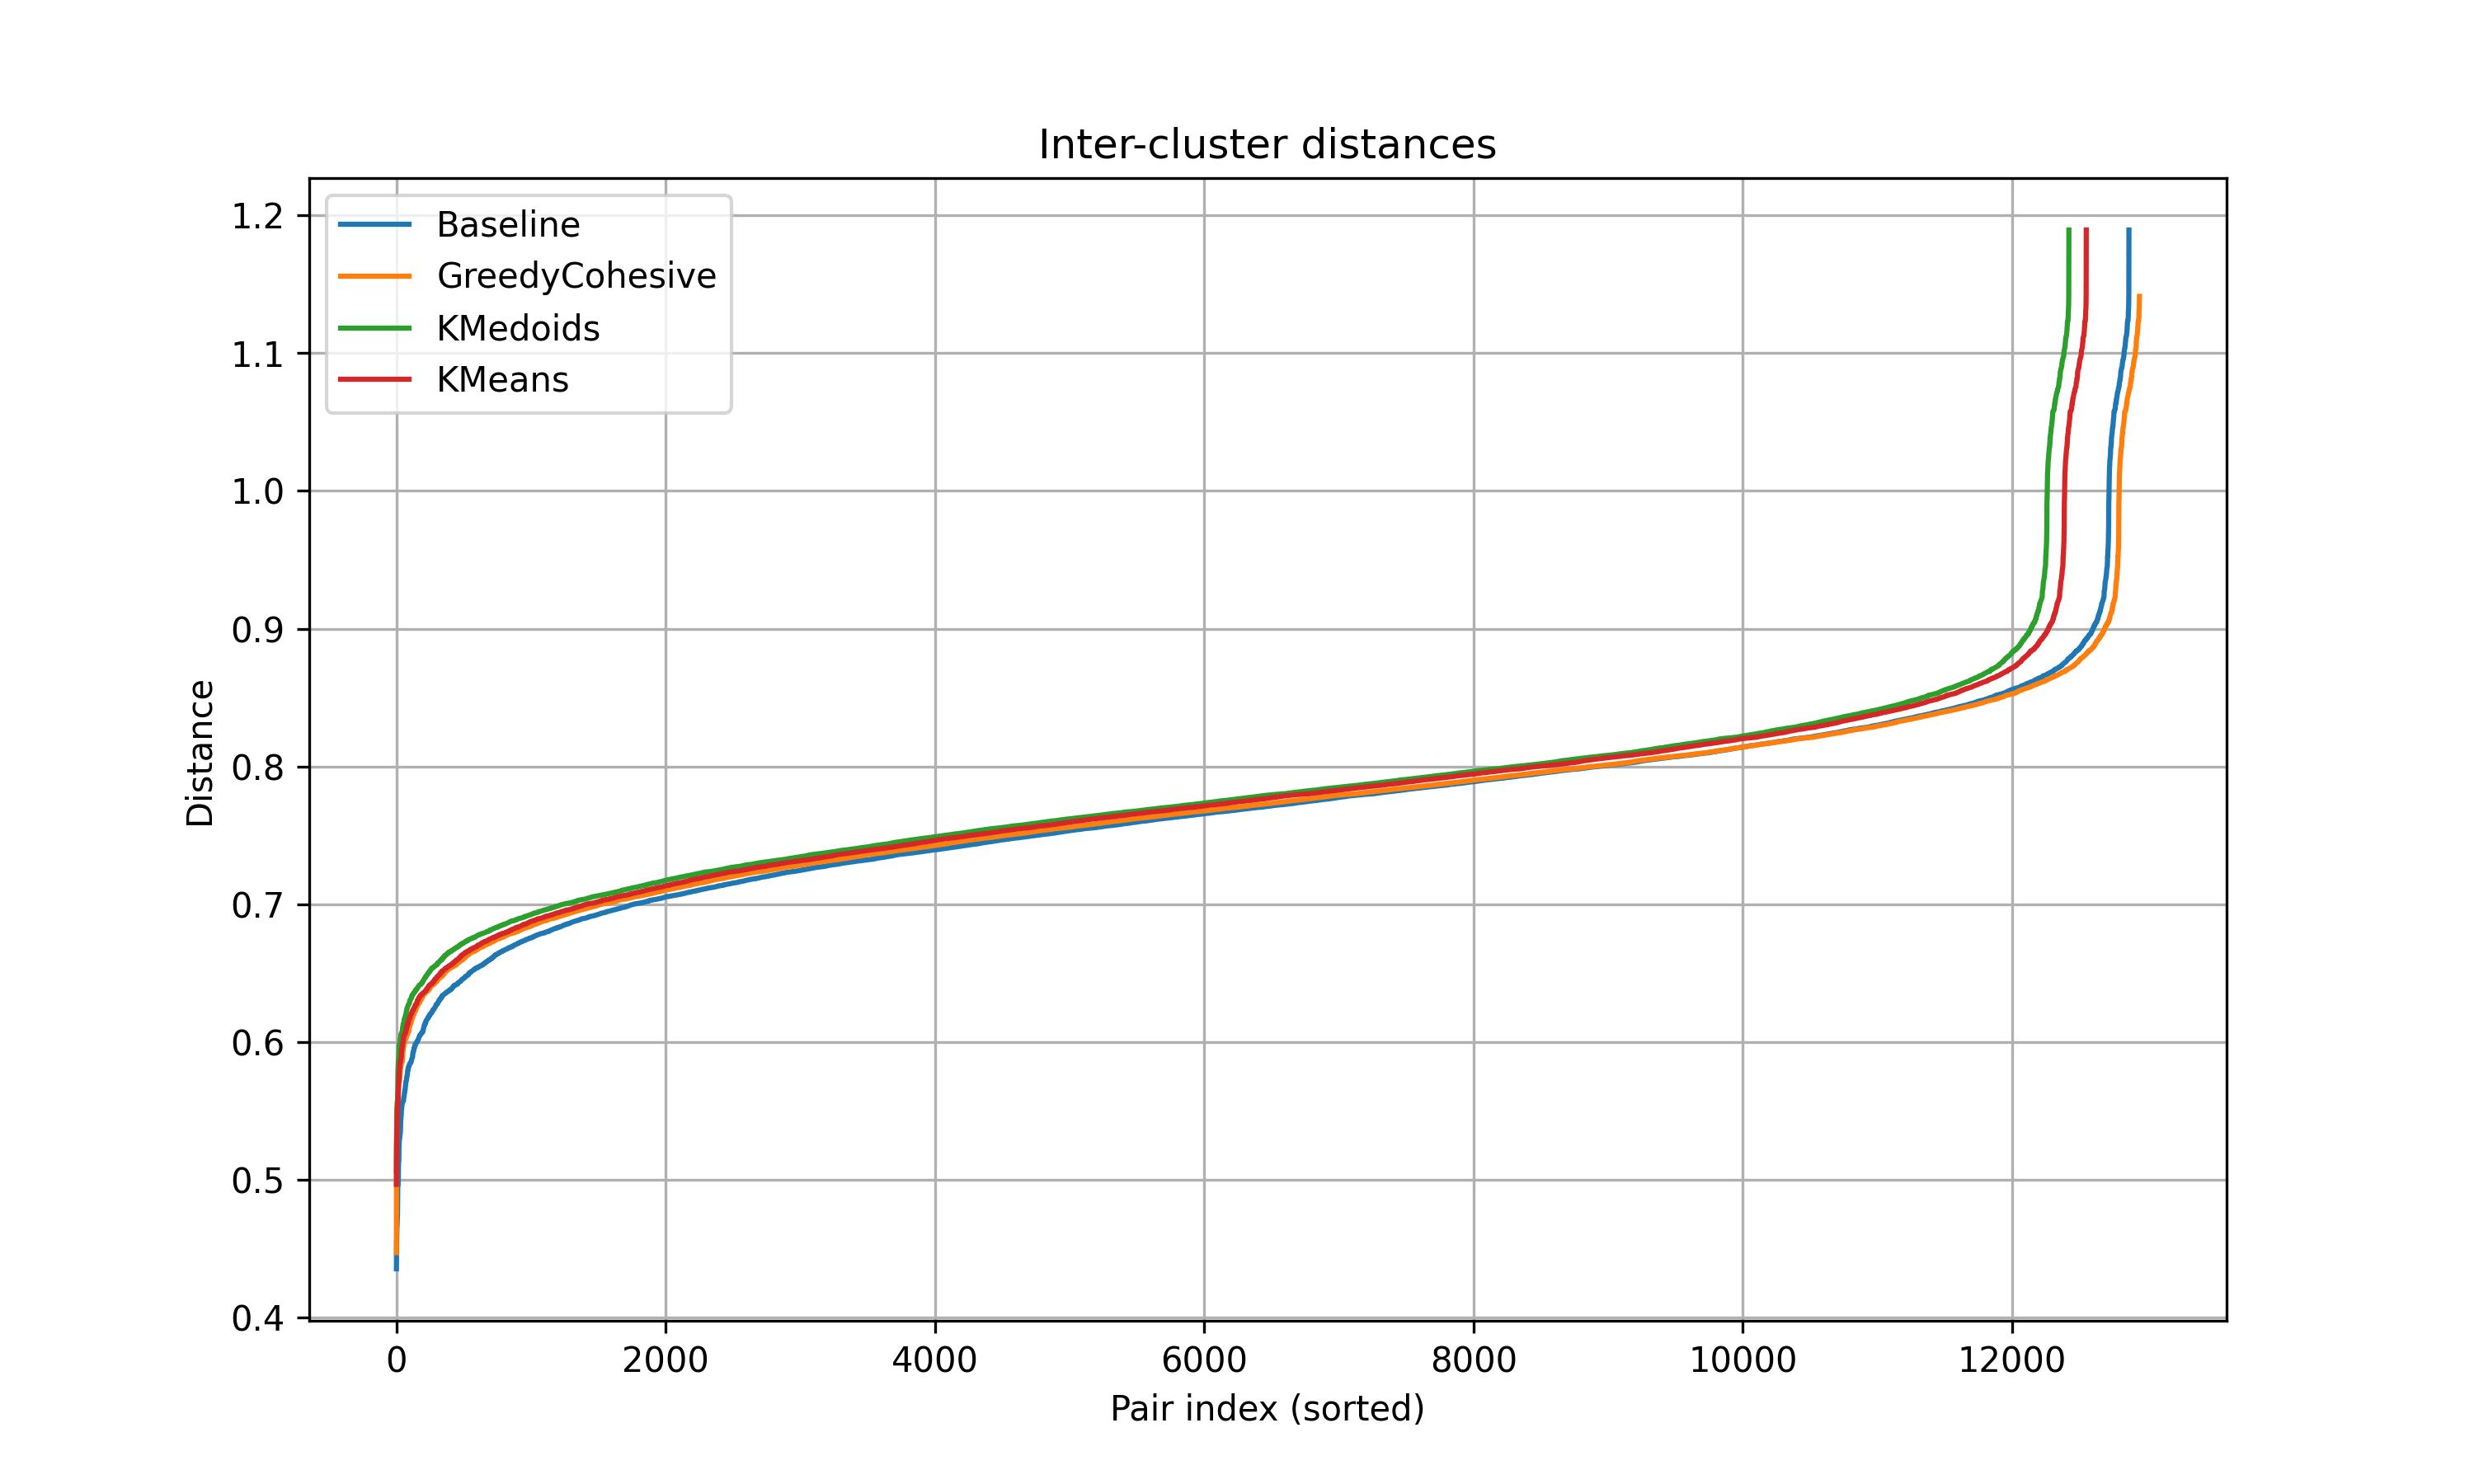 Inter-cluster distances
Baseline
GreedyCohesive
KMedoids
KMeans
1.2
1.1
1.0
0.9
0.8
0.7
0.6
0.5
0.4
Distance
0 2000 4000 6000 8000 10000 12000
Pair index (sorted)